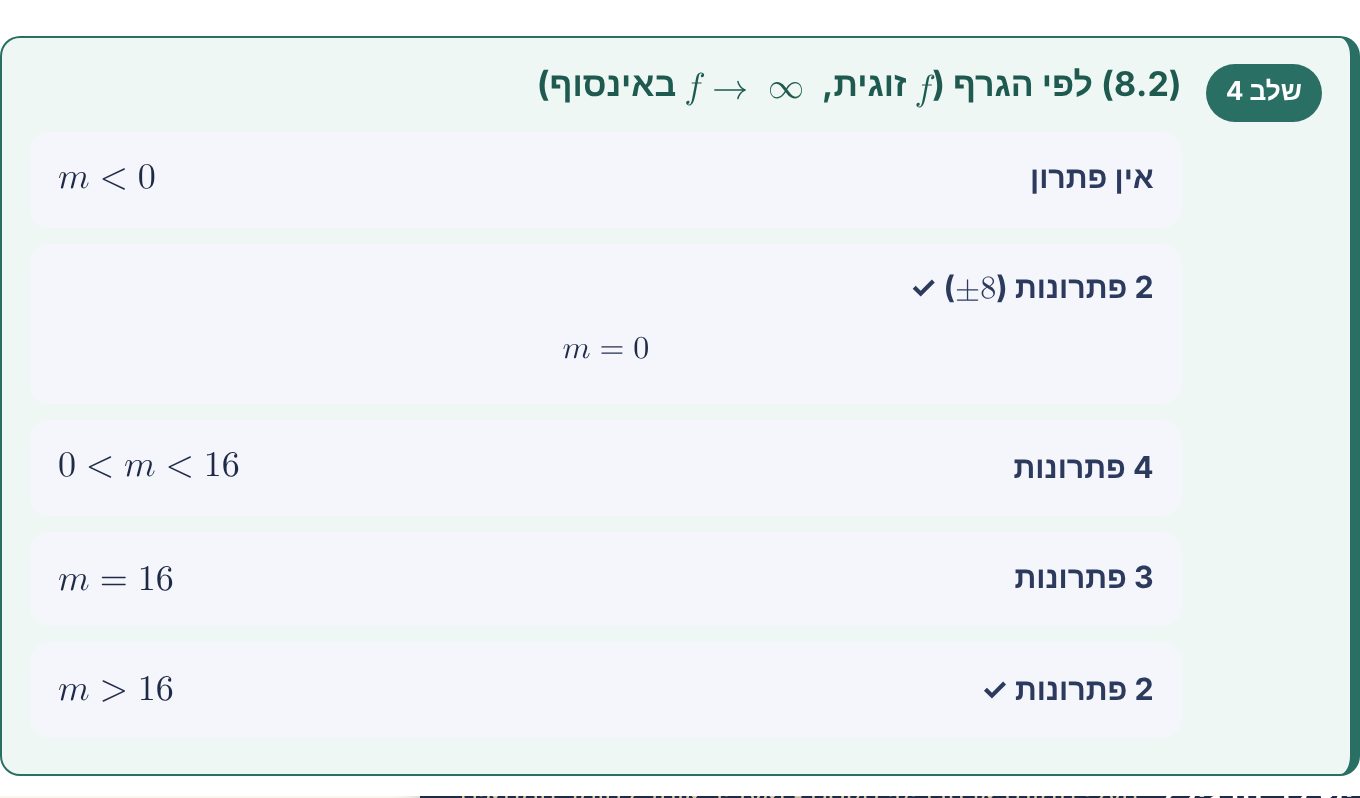 שלב 4
(8.2) לפי הגרף (f זוגית, f → ∞ באינסוף)
אין פתרון m < 0
2 פתרונות (±8) ✓
m = 0
4 פתרונות 0 < m < 16
3 פתרונות m = 16
2 פתרונות ✓ m > 16